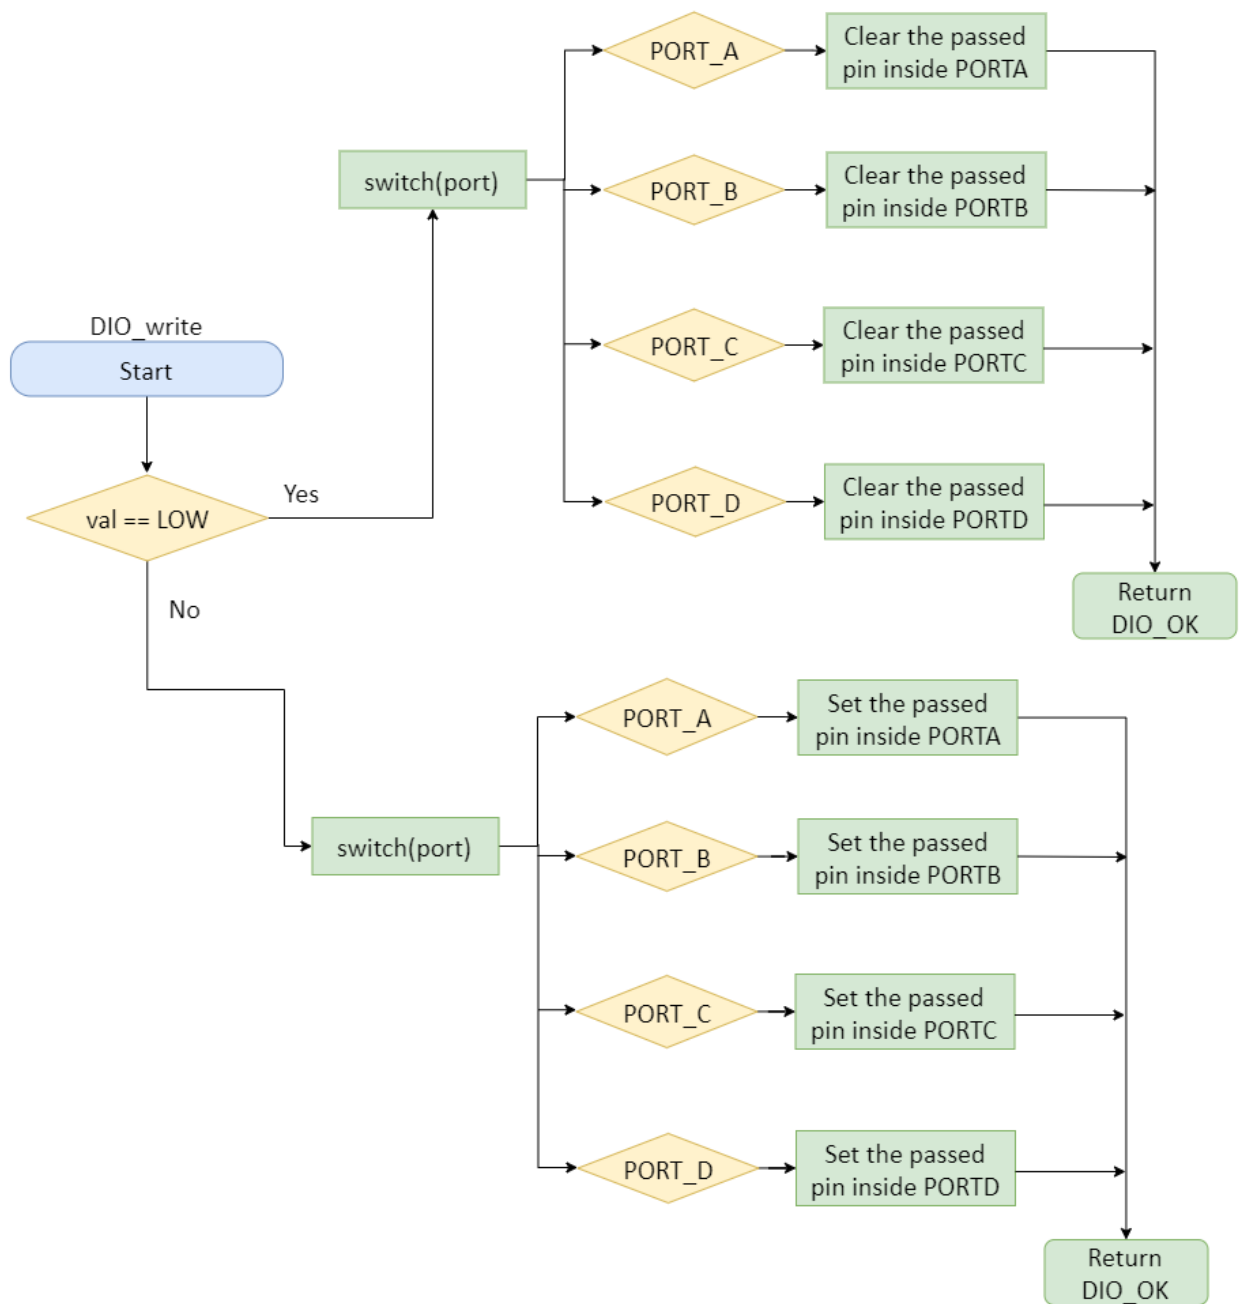 PORT_A
Clear the passed
pin inside PORTA
switch(port)
PORT_B
Clear the passed
pin inside PORTB
DIO_write
Start
PORT_C
Clear the passed
pin inside PORTC
val == LOW
Yes
PORT_D
Clear the passed
pin inside PORTD
No
Return
DIO_OK
PORT_A
Set the passed
pin inside PORTA
switch(port)
PORT_B
Set the passed
pin inside PORTB
PORT_C
Set the passed
pin inside PORTC
PORT_D
Set the passed
pin inside PORTD
Return
DIO_OK